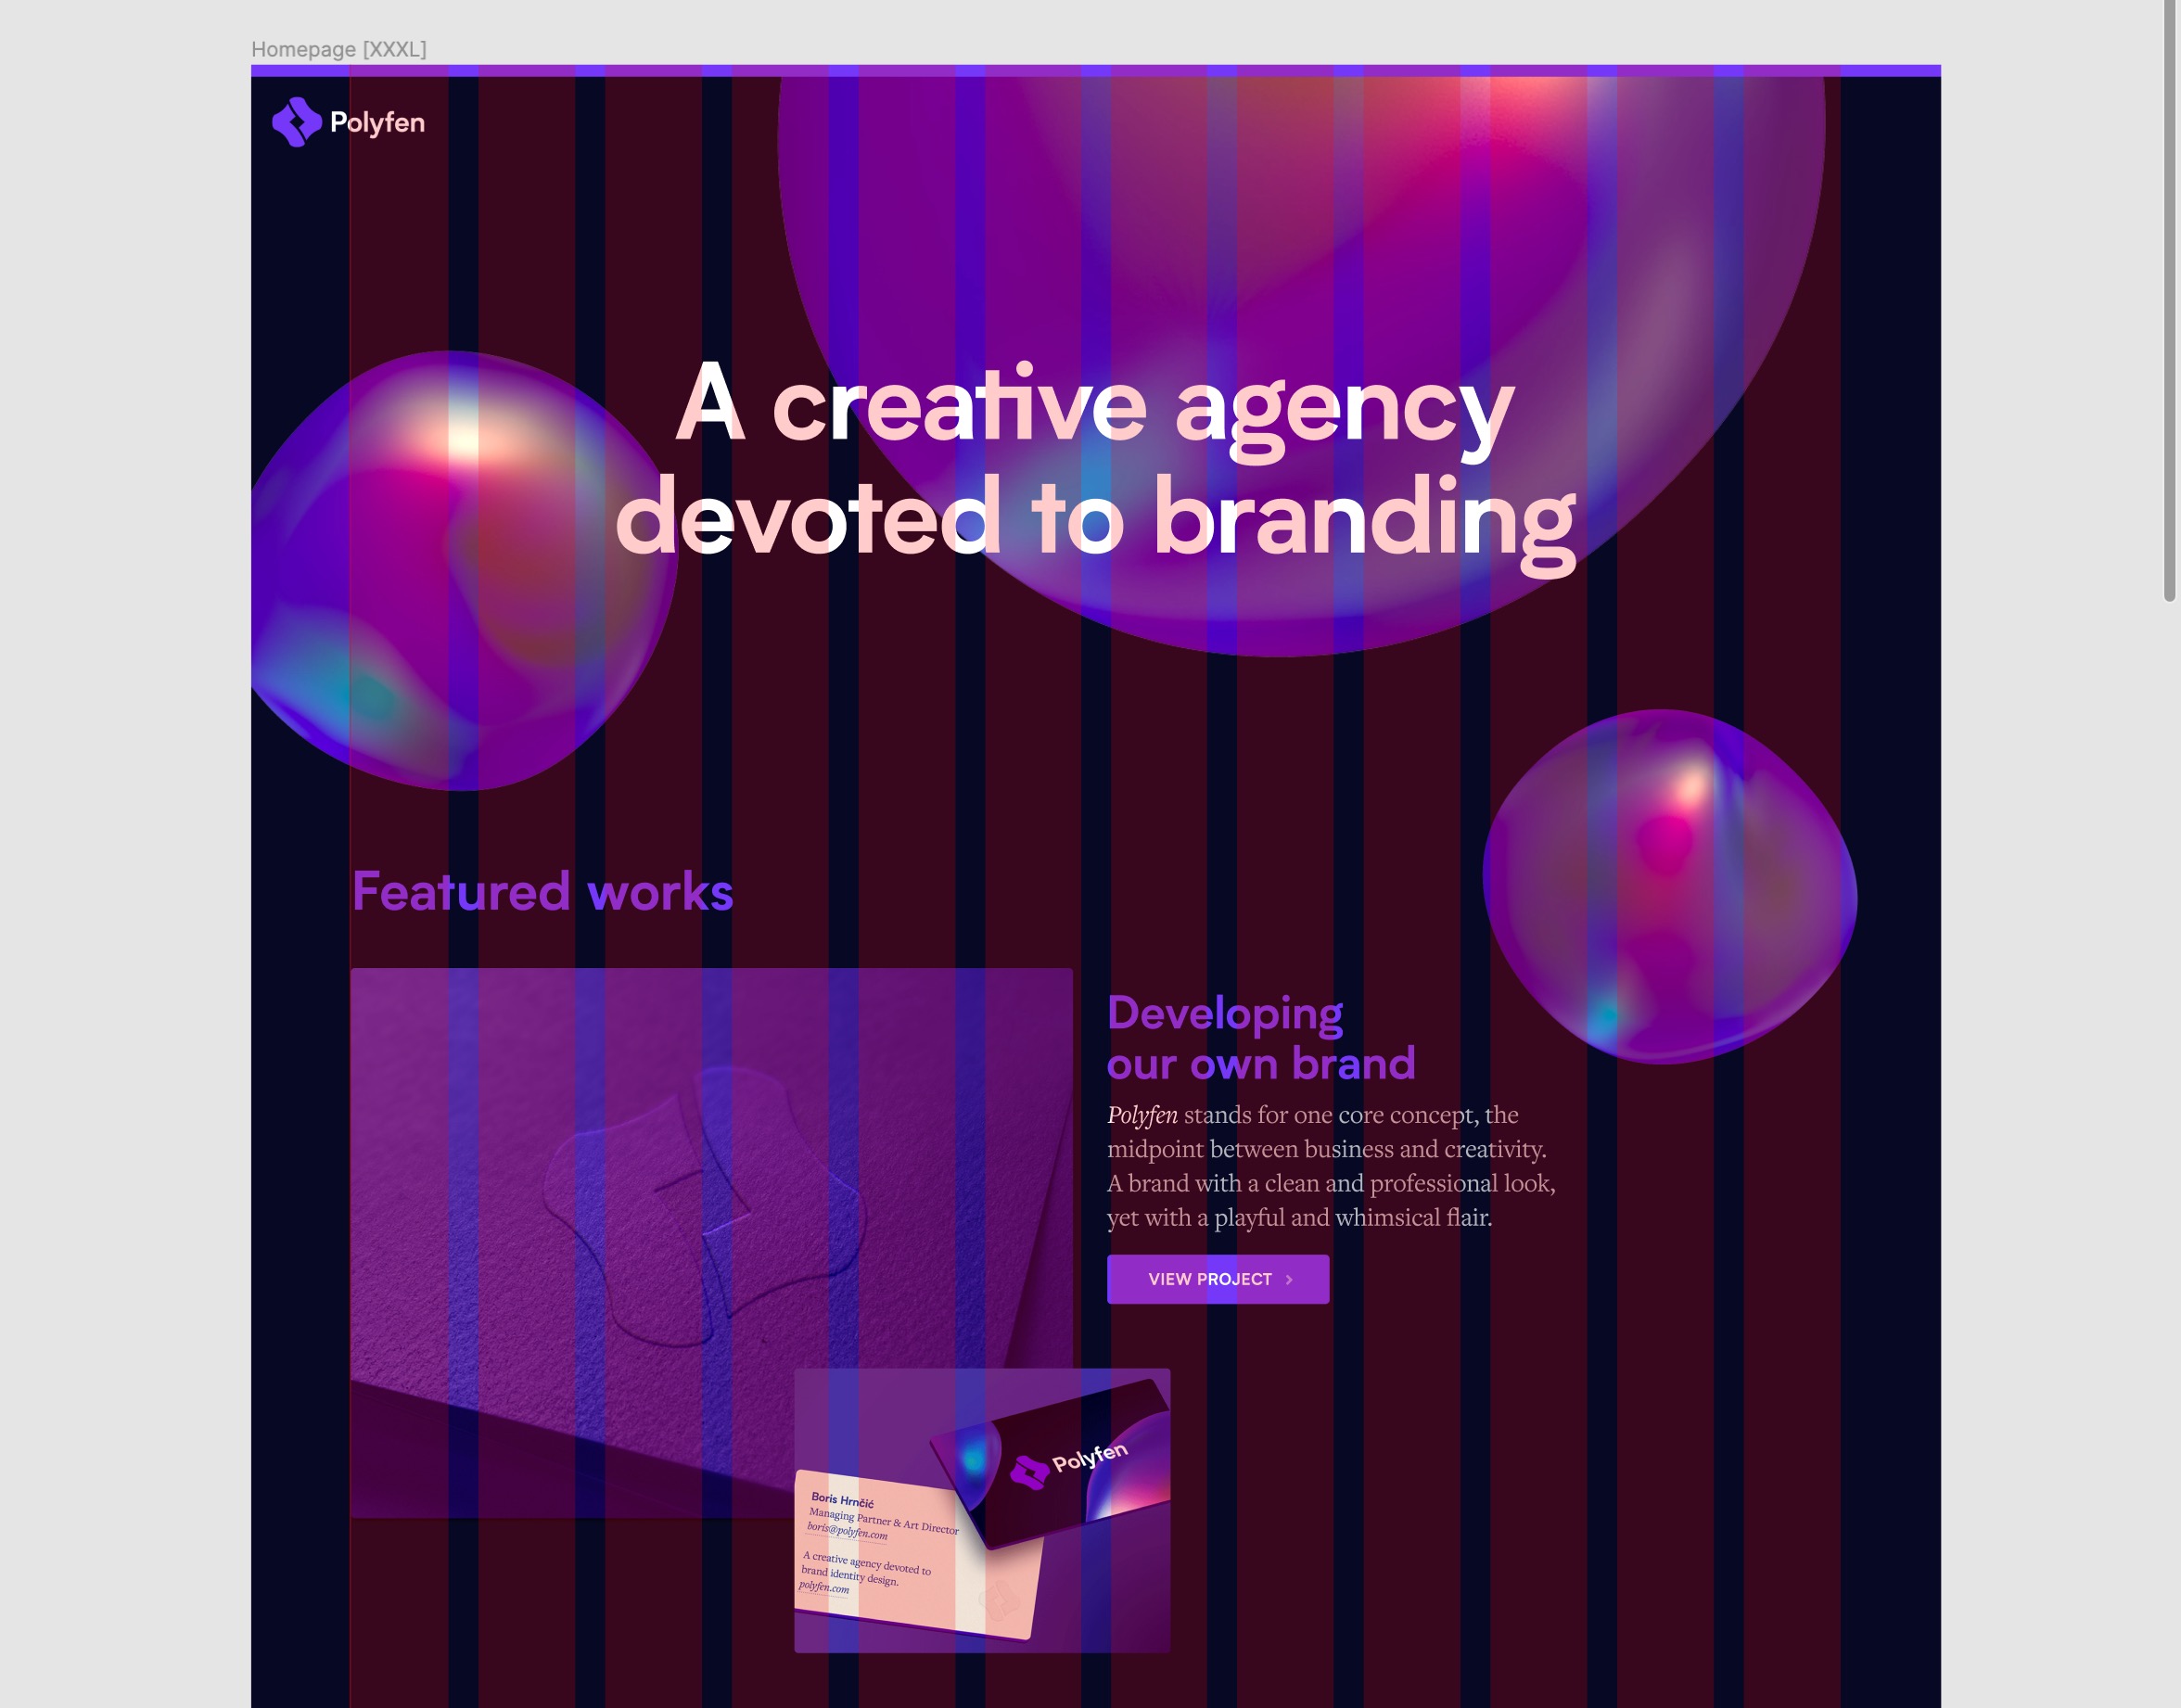 Homepage [XXXL]
Polyfen
A creative agency
devoted to branding
Featured works
Developing
our own brand
Polyfen stands for one core concept, the
midpoint between business and creativity.
A brand with a clean and professional look,
yet with a playful and whimsical flair.
VIEW PROJECT
Polyfen
Boris Hrnčić
Managing Partner & Art Director
boris@polyfen.com
A creative agency devoted to
brand identity design.
polyfen.com